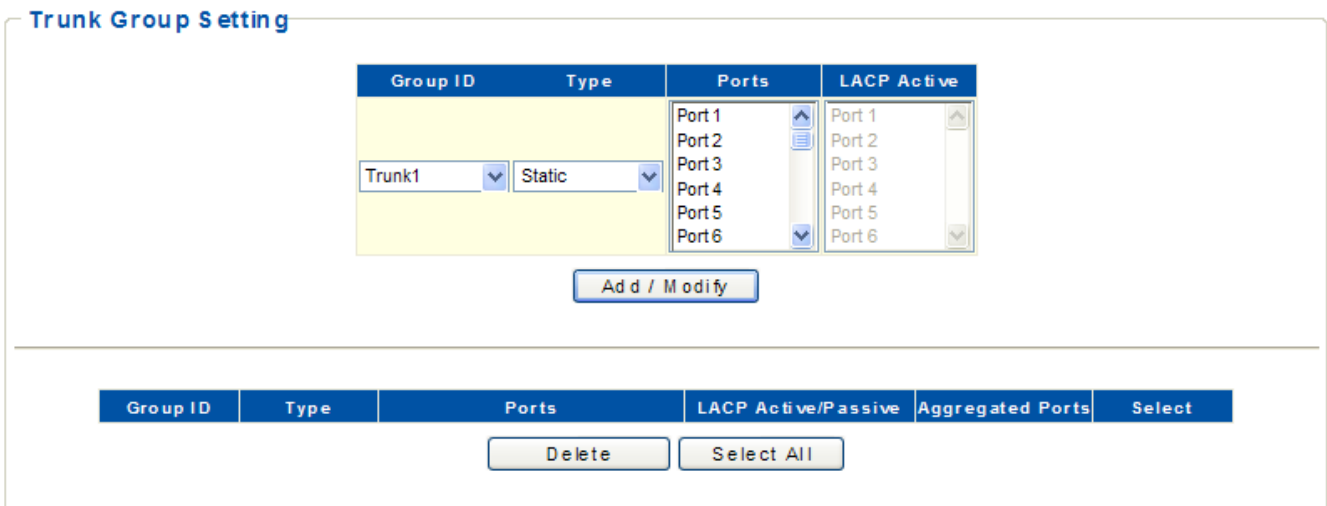 Trunk Group Setting
Group ID Type Ports LACP Active
Port 1 Port 1
Port 2 Port 2
Port 3 Port 3
Trunk1 Static
Port 4 Port 4
Port 5 Port 5
Port 6 Port 6
Add / Modify
Group ID Type Ports LACP Active/Passive Aggregated Ports Select
Delete Select All